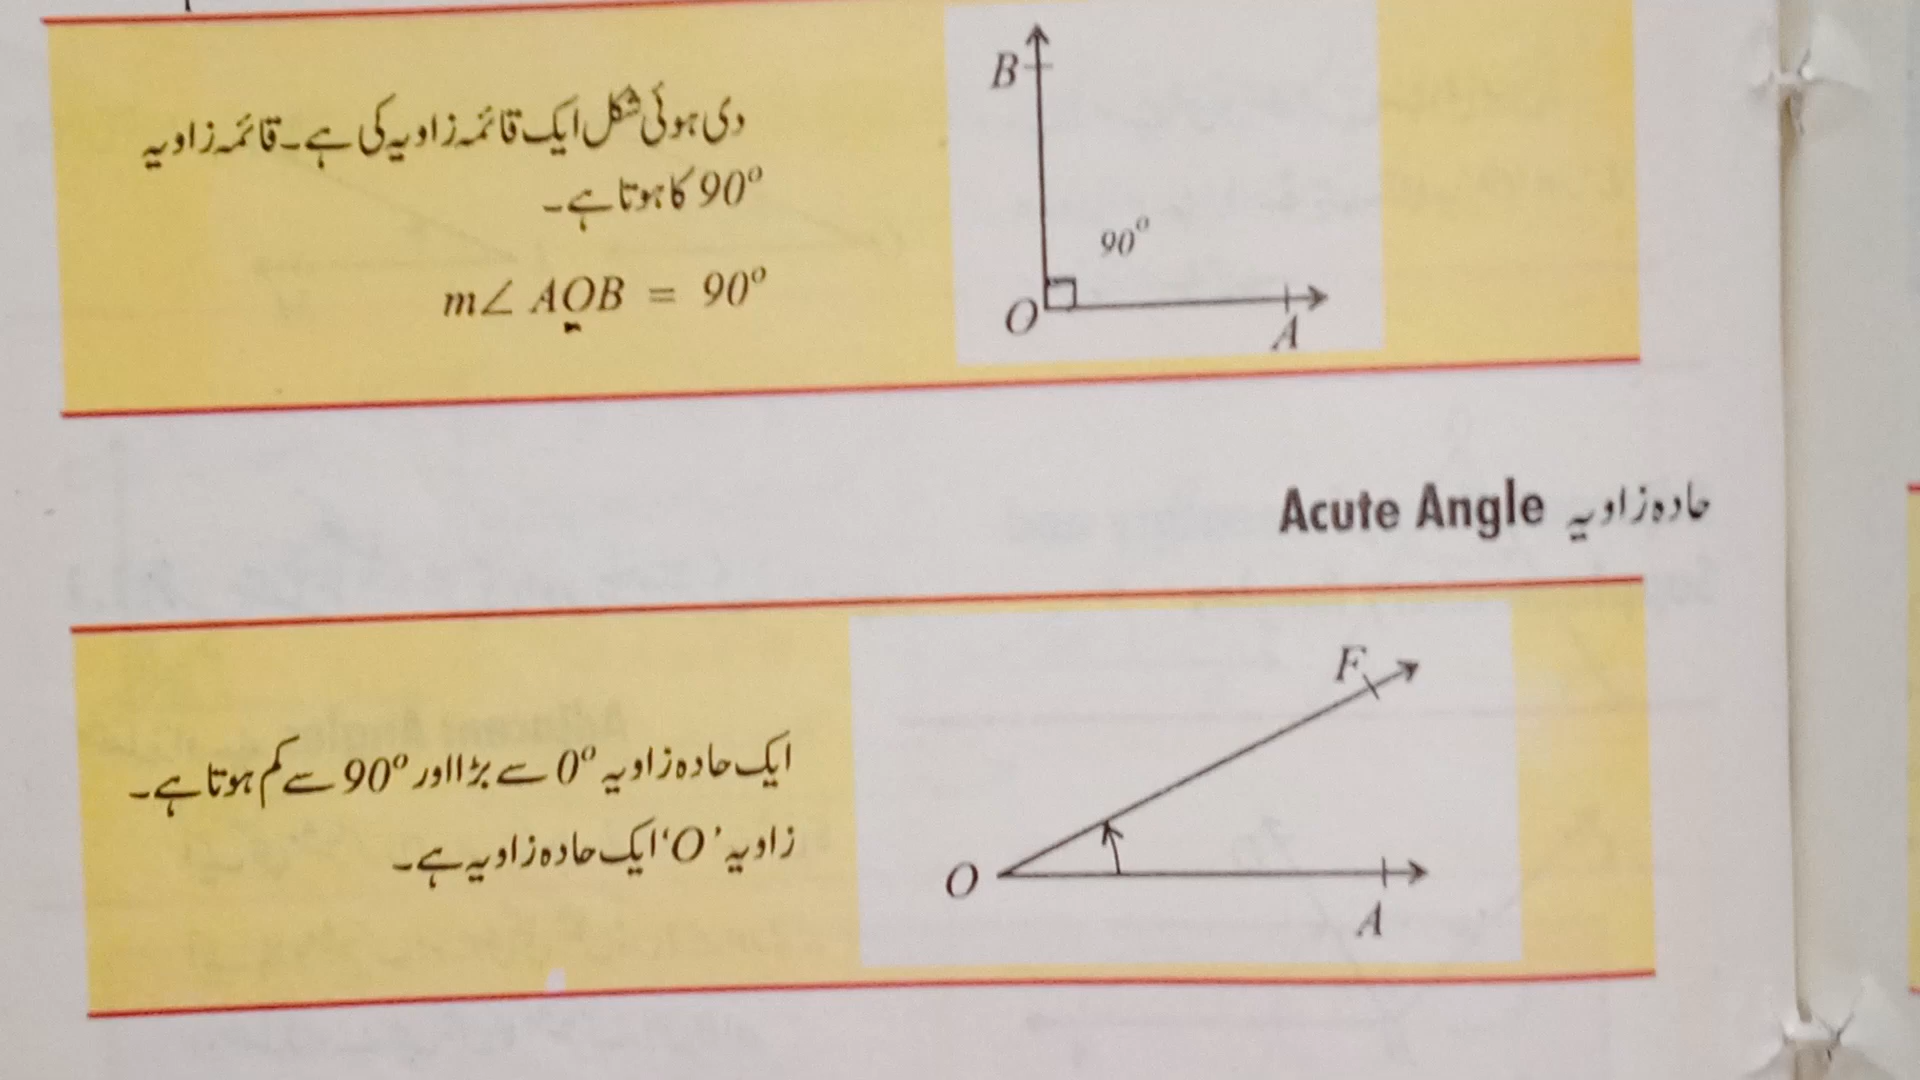 دی ہوئی شکل ایک قائمہ زاویہ کی ہے۔ قائمہ زاویہ
90° کا ہوتا ہے۔
m∠ AOB = 90°
B
90°
O
A
حادہ زاویہ Acute Angle
ایک حادہ زاویہ 0° سے بڑا اور 90° سے کم ہوتا ہے۔
زاویہ 'O' ایک حادہ زاویہ ہے۔
F
O
A